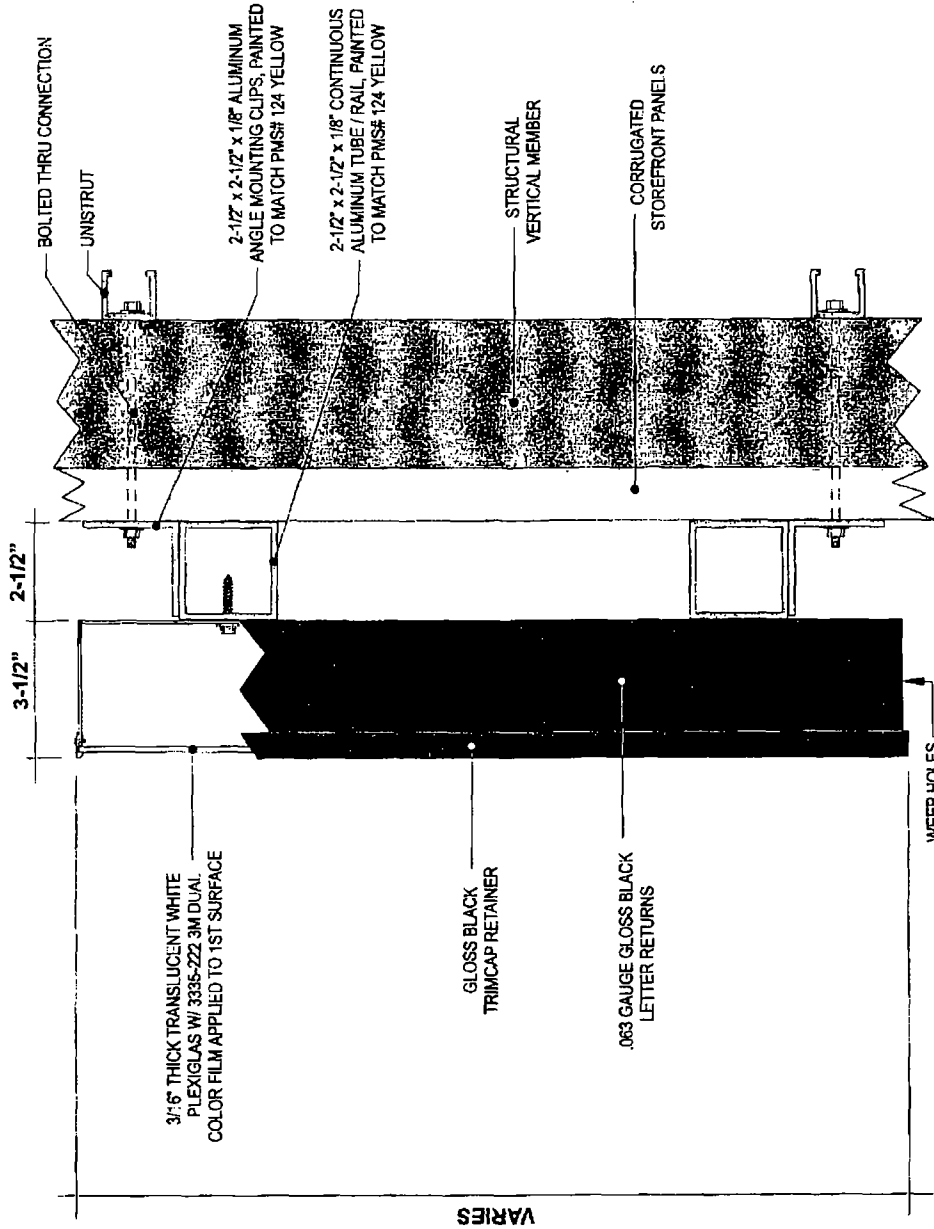 BOLTED THRU CONNECTION
UNISTRUT
2-1/2" x 2-1/2" x 1/8" ALUMINUM
ANGLE MOUNTING CLIPS, PAINTED
TO MATCH PMS# 124 YELLOW
2-1/2" x 2-1/2" x 1/8" CONTINUOUS
ALUMINUM TUBE / RAIL, PAINTED
TO MATCH PMS# 124 YELLOW
STRUCTURAL
VERTICAL MEMBER
CORRUGATED
STOREFRONT PANELS
2-1/2"
3-1/2"
3/16" THICK TRANSLUCENT WHITE
PLEXIGLAS W/ 3335-222 3M DUAL
COLOR FILM APPLIED TO 1ST SURFACE
GLOSS BLACK
TRIMCAP RETAINER
.063 GAUGE GLOSS BLACK
LETTER RETURNS
WEEP HOLES
VARIES